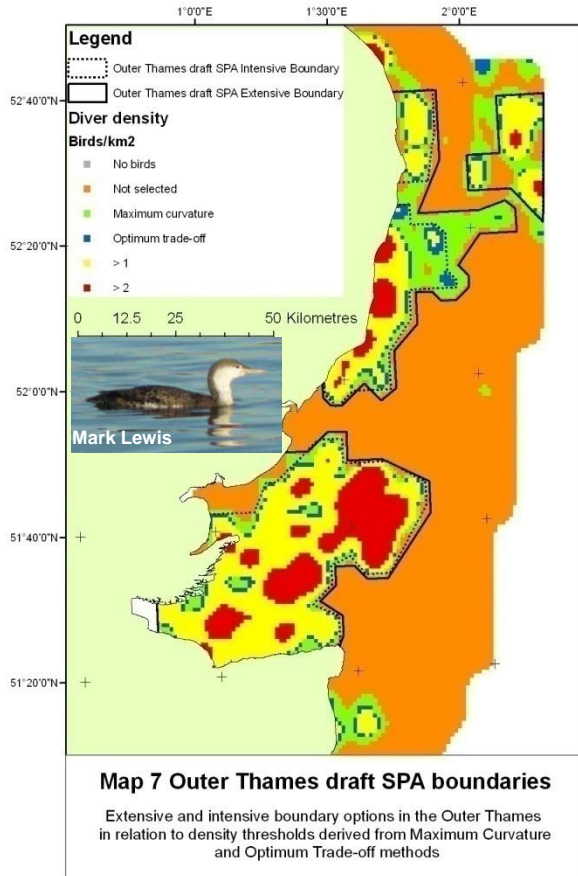 1°0'0"E 1°30'0"E 2°0'0"E
Legend
Outer Thames draft SPA Intensive Boundary
Outer Thames draft SPA Extensive Boundary
Diver density
Birds/km2
No birds
Not selected
Maximum curvature
Optimum trade-off
> 1
> 2
0 12.5 25 50 Kilometres
Mark Lewis
52°40'0"N
52°20'0"N
52°0'0"N
51°40'0"N
51°20'0"N
Map 7 Outer Thames draft SPA boundaries
Extensive and intensive boundary options in the Outer Thames
in relation to density thresholds derived from Maximum Curvature
and Optimum Trade-off methods